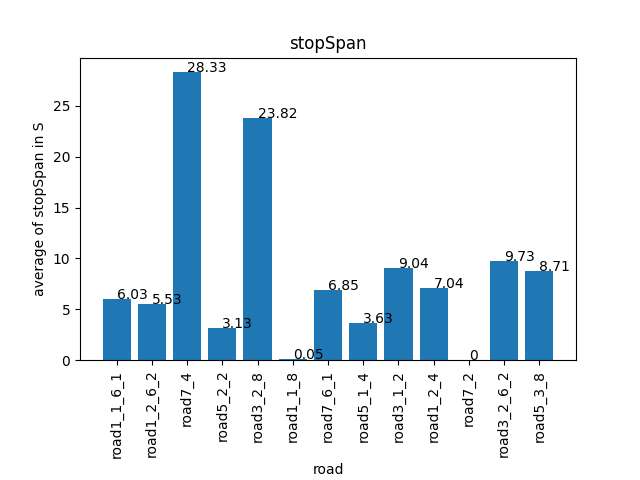 stopSpan
average of stopSpan in S
25
20
15
10
5
0
6.03
5.53
28.33
3.13
23.82
0.05
6.85
3.63
9.04
7.04
0
9.73
8.71
road1_1_6_1
road1_2_6_2
road7_4
road5_2_2
road3_2_8
road1_1_8
road7_6_1
road5_1_4
road3_1_2
road1_2_4
road7_2
road3_2_6_2
road5_3_8
road